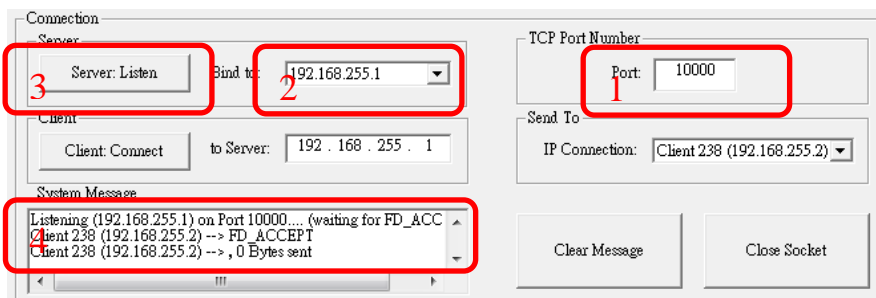 Connection
Server
TCP Port Number
3
Server: Listen
Bind to:
2
192.168.255.1
Port:
1
10000
Client
Send To
Client: Connect
to Server:
192 . 168 . 255 . 1
IP Connection:
Client 238 (192.168.255.2)
System Message
4
Listening (192.168.255.1) on Port 10000.... (waiting for FD_ACC
Client 238 (192.168.255.2) --> FD_ACCEPT
Client 238 (192.168.255.2) --> , 0 Bytes sent
Clear Message
Close Socket